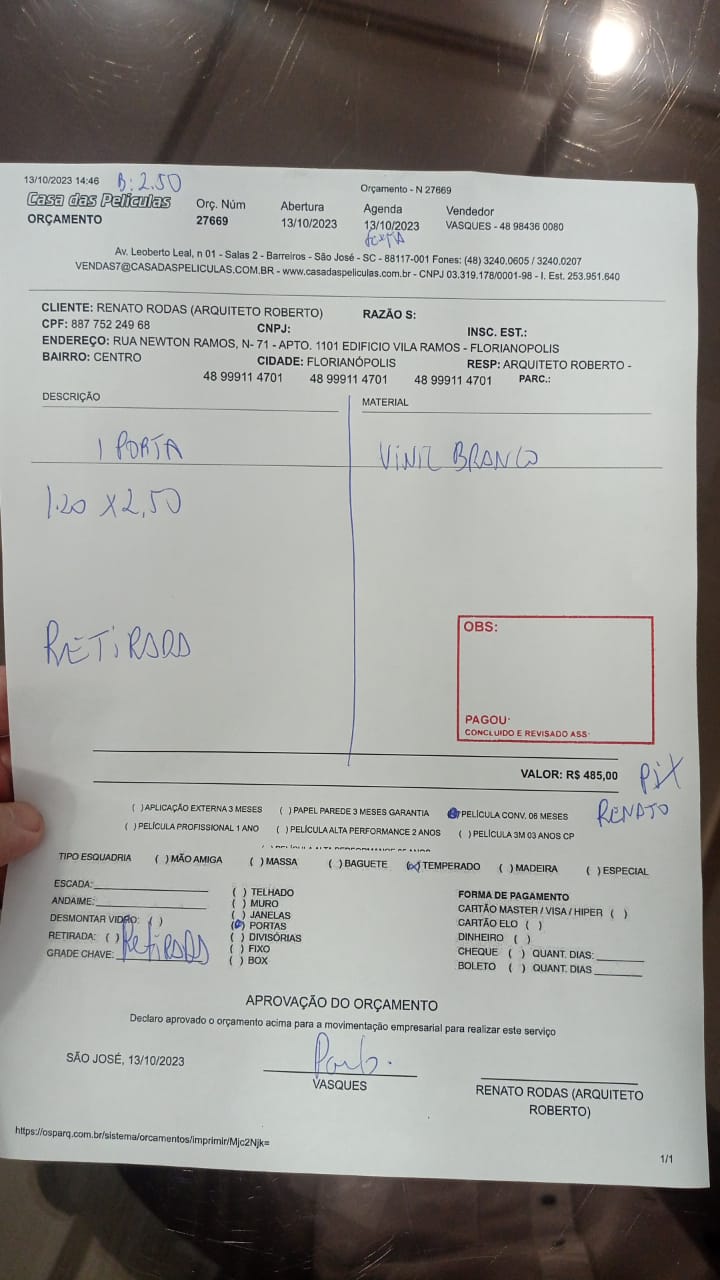 13/10/2023 14:46 B: 2.50 Orçamento - N 27669
Casa das Películas Orç. Núm Abertura Agenda Vendedor
ORÇAMENTO 27669 13/10/2023 13/10/2023 VASQUES - 48 98436 0080
Av. Leoberto Leal, n 01 - Salas 2 - Barreiros - São José - SC - 88117-001 Fones: (48) 3240.0605 / 3240.0207
VENDAS7@CASADASPELICULAS.COM.BR - www.casadaspeliculas.com.br - CNPJ 03.319.178/0001-98 - I. Est. 253.951.640
CLIENTE: RENATO RODAS (ARQUITETO ROBERTO) RAZÃO S:
CPF: 887 752 249 68 CNPJ: INSC. EST.:
ENDEREÇO: RUA NEWTON RAMOS, N- 71 - APTO. 1101 EDIFICIO VILA RAMOS - FLORIANOPOLIS
BAIRRO: CENTRO CIDADE: FLORIANÓPOLIS RESP: ARQUITETO ROBERTO -
48 99911 4701 48 99911 4701 48 99911 4701 PARC.:
DESCRIÇÃO MATERIAL
1 PORTA VINIL BRANCO
1.20 X 2,50
RETIRADA
OBS:
PAGOU:
CONCLUIDO E REVISADO ASS:
VALOR: R$ 485,00 PIX
RENATO
( )APLICAÇÃO EXTERNA 3 MESES ( ) PAPEL PAREDE 3 MESES GARANTIA ( )PELÍCULA CONV. 06 MESES
( )PELÍCULA PROFISSIONAL 1 ANO ( )PELÍCULA ALTA PERFORMANCE 2 ANOS ( )PELÍCULA 3M 03 ANOS CP
TIPO ESQUADRIA ( )MÃO AMIGA ( )MASSA ( )BAGUETE (x)TEMPERADO ( )MADEIRA ( )ESPECIAL
ESCADA:
ANDAIME:
DESMONTAR VIDRO: ( )
RETIRADA: ( ) Retirada
GRADE CHAVE:
( ) TELHADO
( ) MURO
( ) JANELAS
(x) PORTAS
( ) DIVISÓRIAS
( ) FIXO
( ) BOX
FORMA DE PAGAMENTO
CARTÃO MASTER / VISA / HIPER ( )
CARTÃO ELO ( )
DINHEIRO ( )
CHEQUE ( ) QUANT. DIAS:
BOLETO ( ) QUANT. DIAS
APROVAÇÃO DO ORÇAMENTO
Declaro aprovado o orçamento acima para a movimentação empresarial para realizar este serviço
SÃO JOSÉ, 13/10/2023
VASQUES
RENATO RODAS (ARQUITETO
ROBERTO)
https://osparq.com.br/sistema/orcamentos/imprimir/Mjc2Njk=
1/1